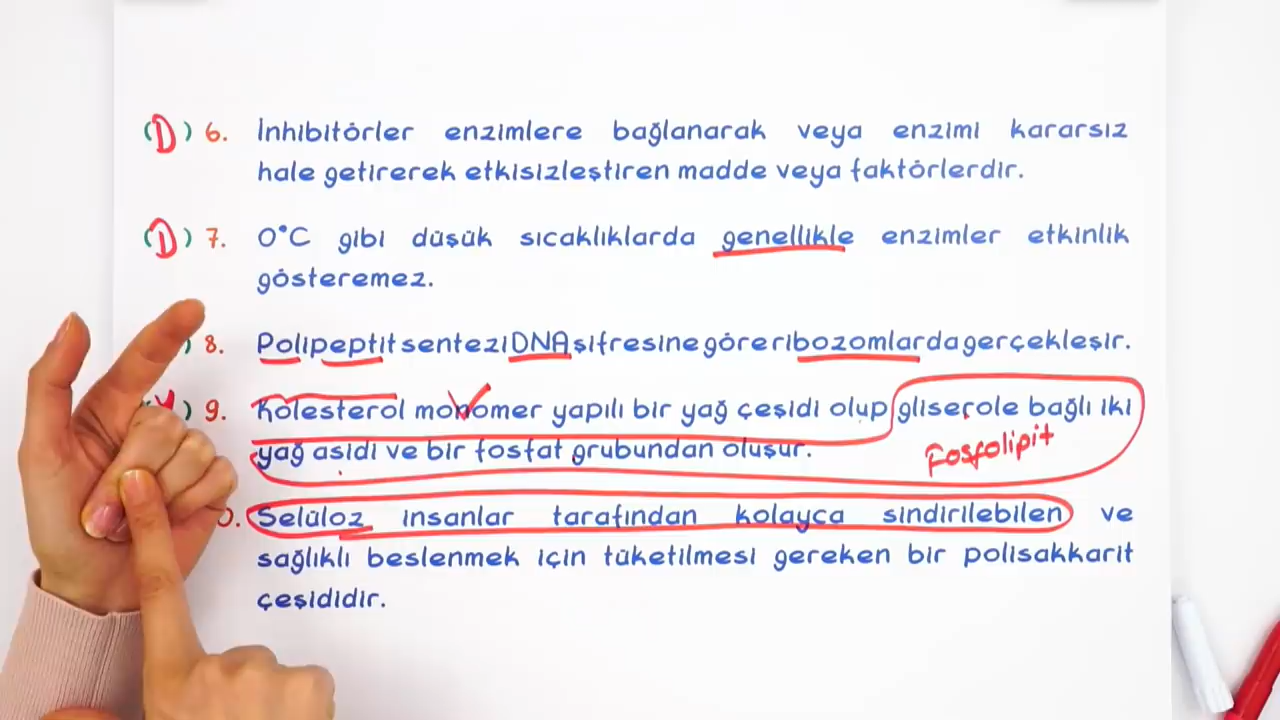 (D) 6. İnhibitörler enzimlere bağlanarak veya enzimi kararsız
hale getirerek etkisizleştiren madde veya faktörlerdir.
(D) 7. 0°C gibi düşük sıcaklıklarda genellikle enzimler etkinlik
gösteremez.
) 8. Polipeptit sentezi DNA şifresine göre ribozomlarda gerçekleşir.
) 9. Kolesterol monomer yapılı bir yağ çeşidi olup gliserole bağlı iki
yağ asidi ve bir fosfat grubundan oluşur.
fosfolipit
0. Selüloz insanlar tarafından kolayca sindirilebilen ve
sağlıklı beslenmek için tüketilmesi gereken bir polisakkarit
çeşididir.